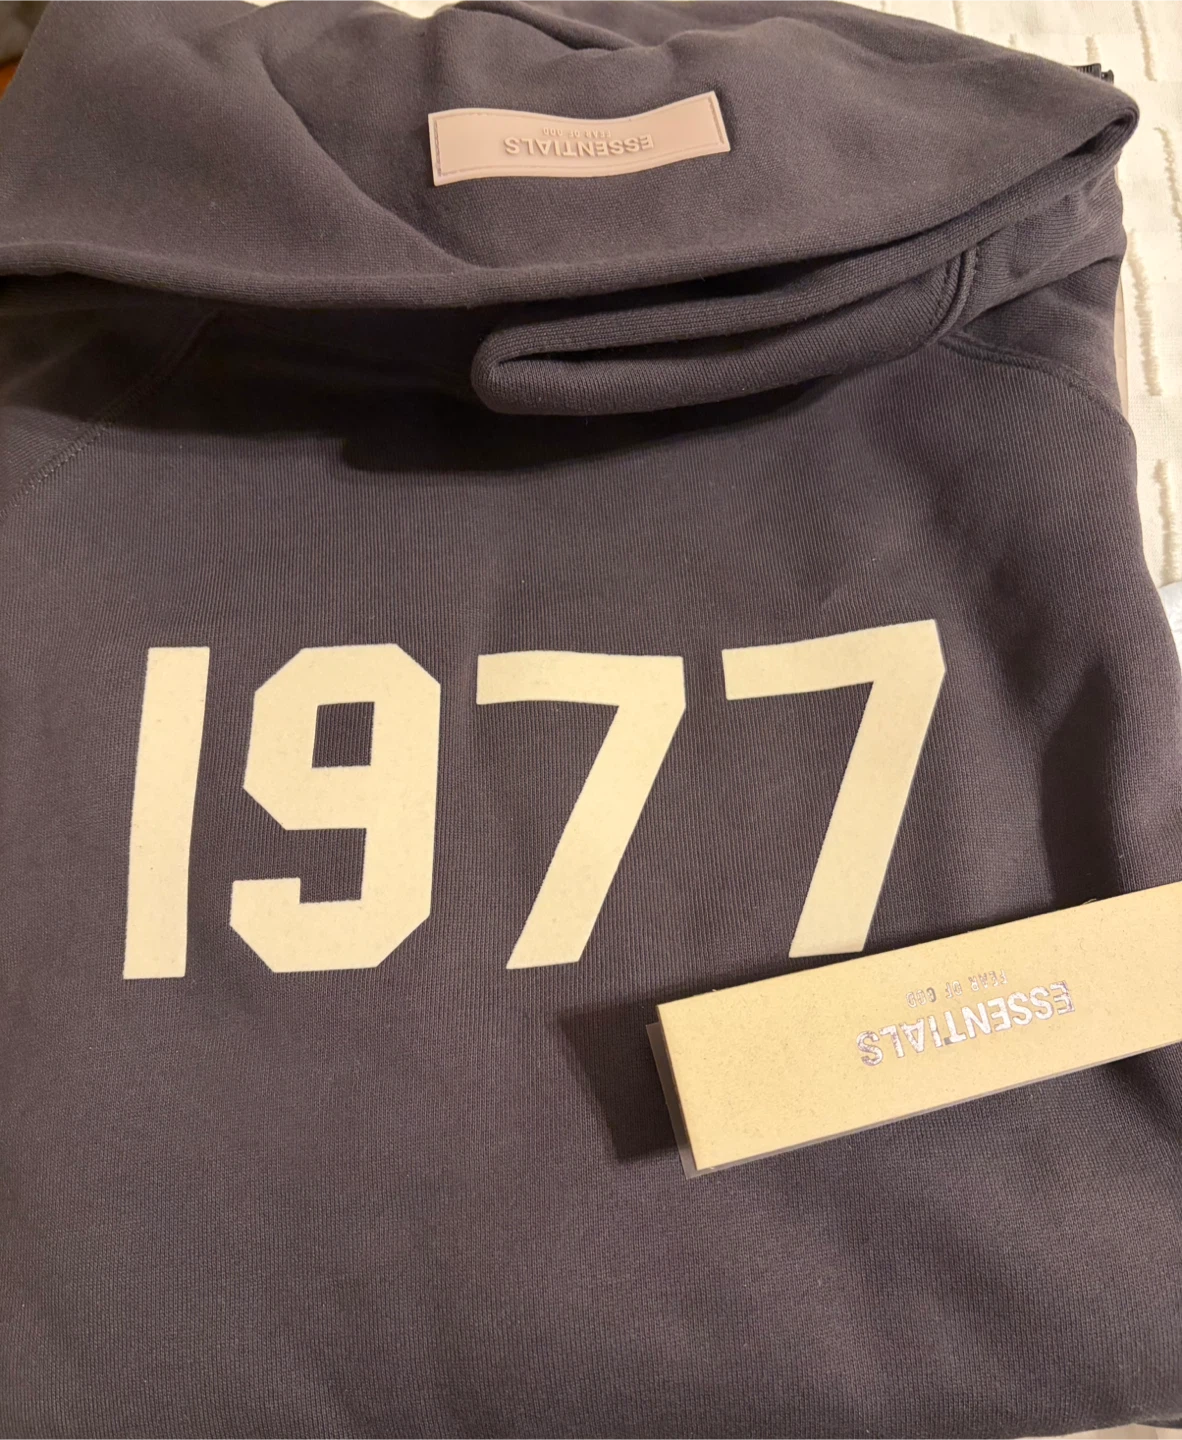 ESSENTIALS
FEAR OF GOD
1977
ESSENTIALS
FEAR OF GOD